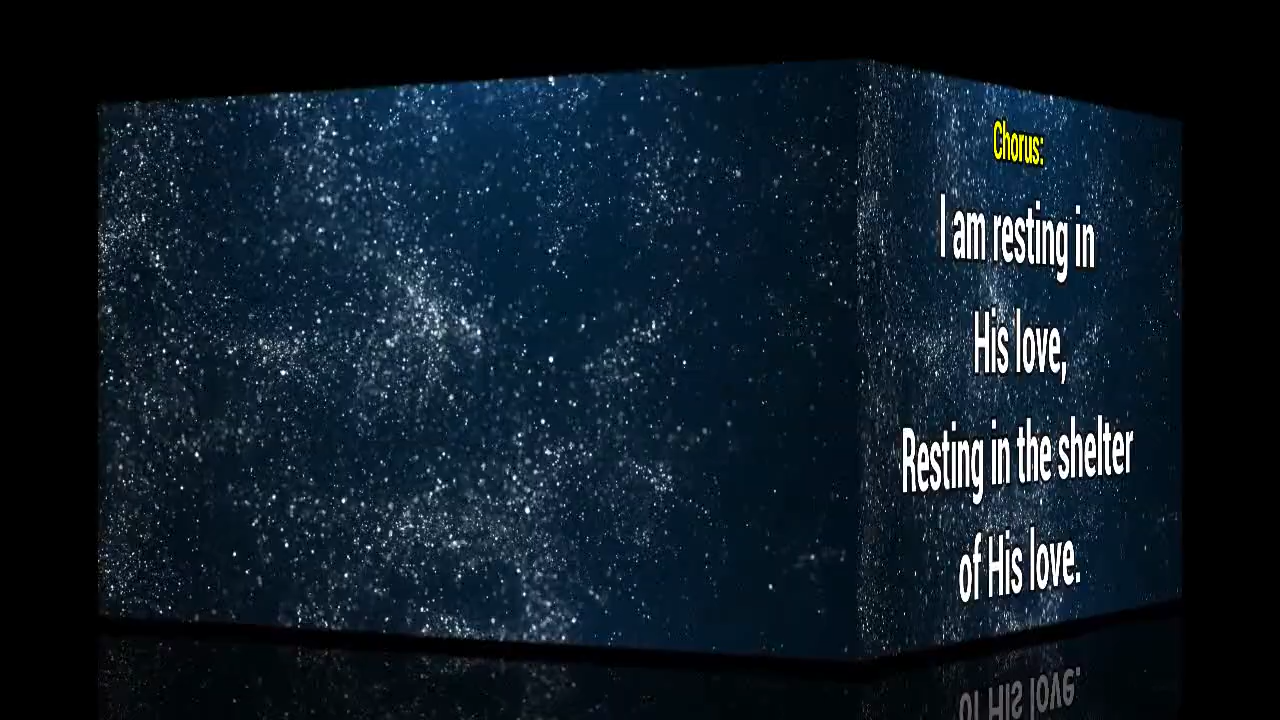 Chorus:
I am resting in
His love,
Resting in the shelter
of His love.